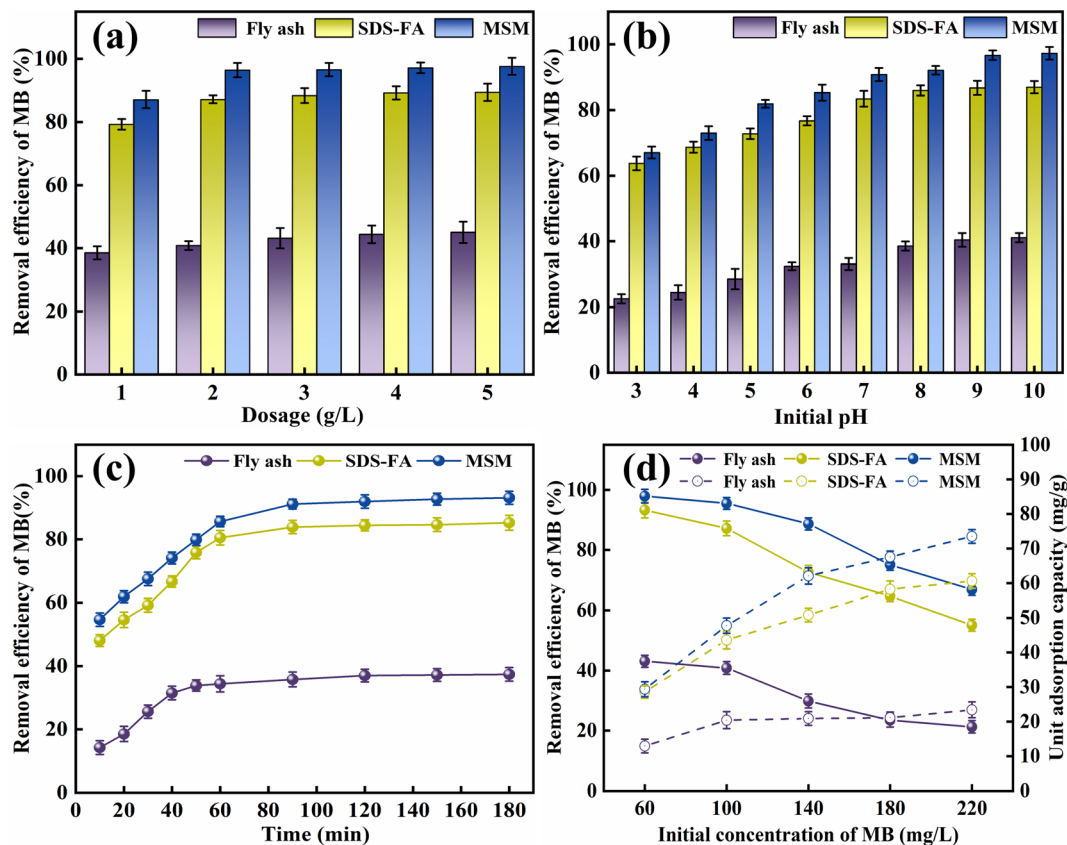 (a)
Fly ash SDS-FA MSM
Removal efficiency of MB (%)
100
80
60
40
20
0
1 2 3 4 5
Dosage (g/L)
(b)
Fly ash SDS-FA MSM
Removal efficiency of MB (%)
100
80
60
40
20
0
3 4 5 6 7 8 9 10
Initial pH
(c)
Fly ash SDS-FA MSM
Removal efficiency of MB(%)
100
80
60
40
20
0
0 20 40 60 80 100 120 140 160 180
Time (min)
(d)
Fly ash SDS-FA MSM
Fly ash SDS-FA MSM
Removal efficiency of MB (%)
100
80
60
40
20
0
60 100 140 180 220
Initial concentration of MB (mg/L)
100
90
80
70
60
50
40
30
20
10
0
Unit adsorption capacity (mg/g)